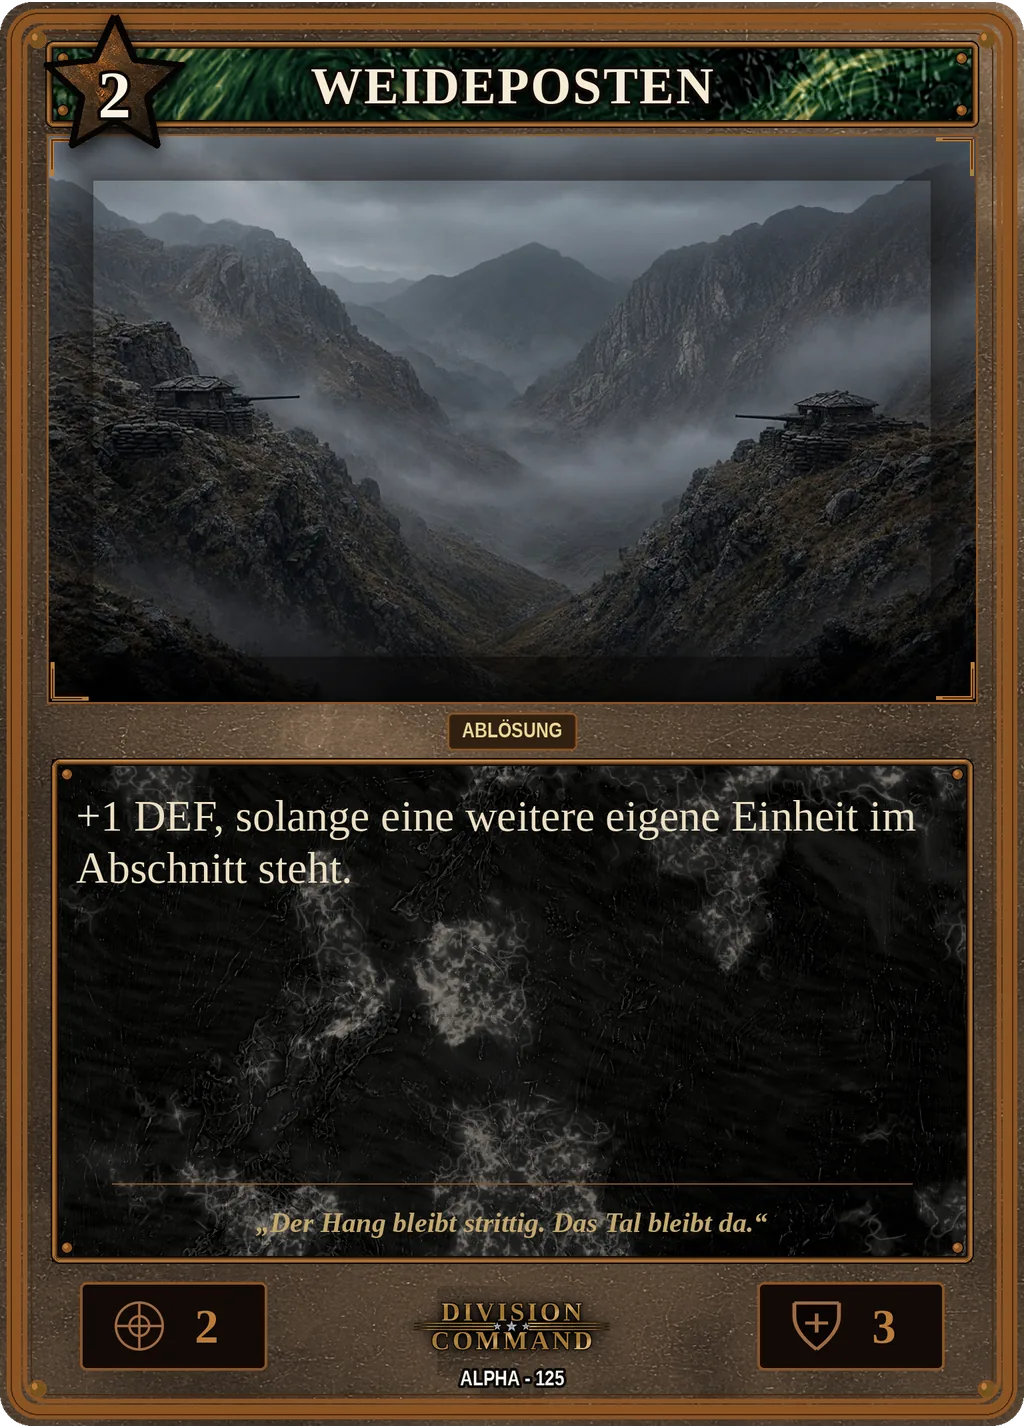 2
WEIDEPOSTEN
ABLÖSUNG
+1 DEF, solange eine weitere eigene Einheit im
Abschnitt steht.
„Der Hang bleibt strittig. Das Tal bleibt da.“
2
DIVISION
COMMAND
3
ALPHA - 125